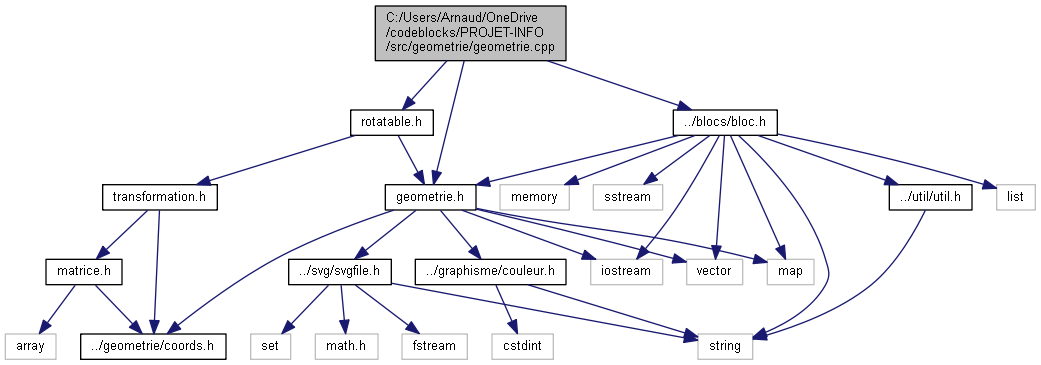 C:/Users/Arnaud/OneDrive
/codeblocks/PROJET-INFO
/src/geometrie/geometrie.cpp
rotatable.h
../blocs/bloc.h
transformation.h
geometrie.h
memory
sstream
../util/util.h
list
matrice.h
../svg/svgfile.h
../graphisme/couleur.h
iostream
vector
map
array
../geometrie/coords.h
set
math.h
fstream
cstdint
string